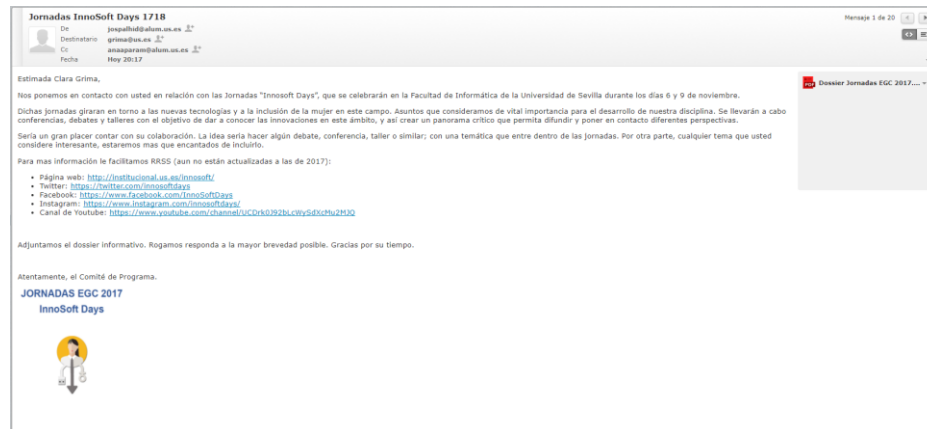 Jornadas InnoSoft Days 1718
Mensaje 1 de 20
De jospalhid@alum.us.es
Destinatario grima@us.es
Cc anaaparam@alum.us.es
Fecha Hoy 20:17
Estimada Clara Grima,
PDF Dossier Jornadas EGC 2017....
Nos ponemos en contacto con usted en relación con las Jornadas "Innosoft Days", que se celebrarán en la Facultad de Informática de la Universidad de Sevilla durante los días 6 y 9 de noviembre.
Dichas jornadas giraran en torno a las nuevas tecnologías y a la inclusión de la mujer en este campo. Asuntos que consideramos de vital importancia para el desarrollo de nuestra disciplina. Se llevarán a cabo
conferencias, debates y talleres con el objetivo de dar a conocer las innovaciones en este ámbito, y así crear un panorama crítico que permita difundir y poner en contacto diferentes perspectivas.
Sería un gran placer contar con su colaboración. La idea seria hacer algún debate, conferencia, taller o similar; con una temática que entre dentro de las jornadas. Por otra parte, cualquier tema que usted
considere interesante, estaremos mas que encantados de incluirlo.
Para mas información le facilitamos RRSS (aun no están actualizadas a las de 2017):
• Página web: http://institucional.us.es/innosoft/
• Twitter: https://twitter.com/innosoftdays
• Facebook: https://www.facebook.com/InnoSoftDays
• Instagram: https://www.instagram.com/innosoftdays/
• Canal de Youtube: https://www.youtube.com/channel/UCDrk0J92bLcWySdXcMu2MJQ
Adjuntamos el dossier informativo. Rogamos responda a la mayor brevedad posible. Gracias por su tiempo.
Atentamente, el Comité de Programa.
JORNADAS EGC 2017
InnoSoft Days